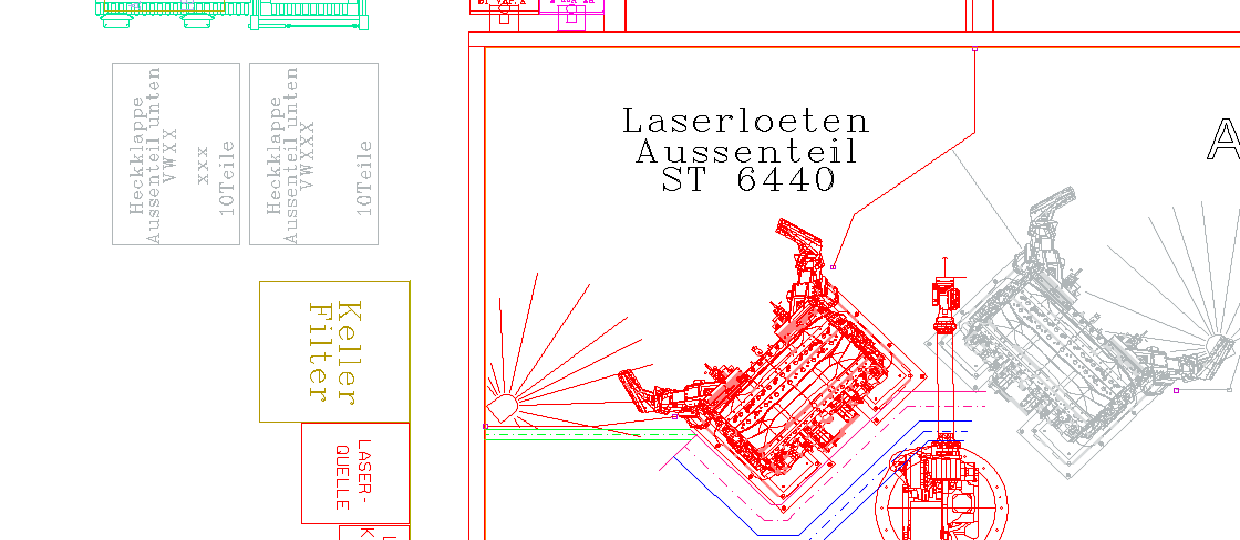 Heckklappe
Aussenteil unten
VWXX
xxx
10Teile
Heckklappe
Aussenteil unten
VWXXX
10Teile
Laserloeten
Aussenteil
ST 6440
A
Keller
Filter
LASER-
QUELLE